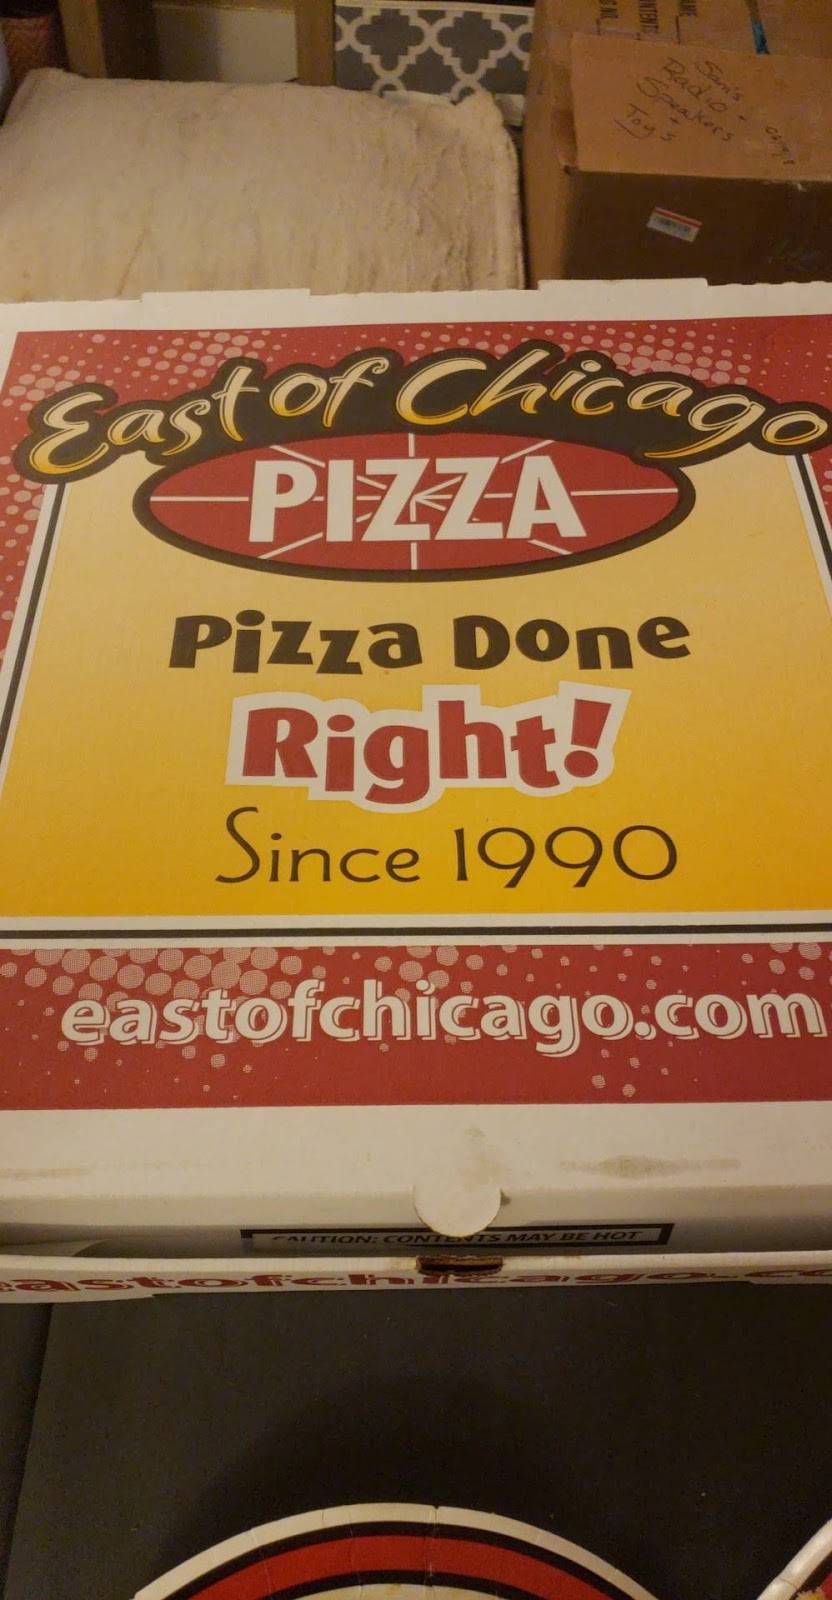 Sam's
Radio +
Speakers
+
Toys
East of Chicago
PIZZA
Pizza Done
Right!
Since 1990
eastofchicago.com
CAUTION: CONTENTS MAY BE HOT